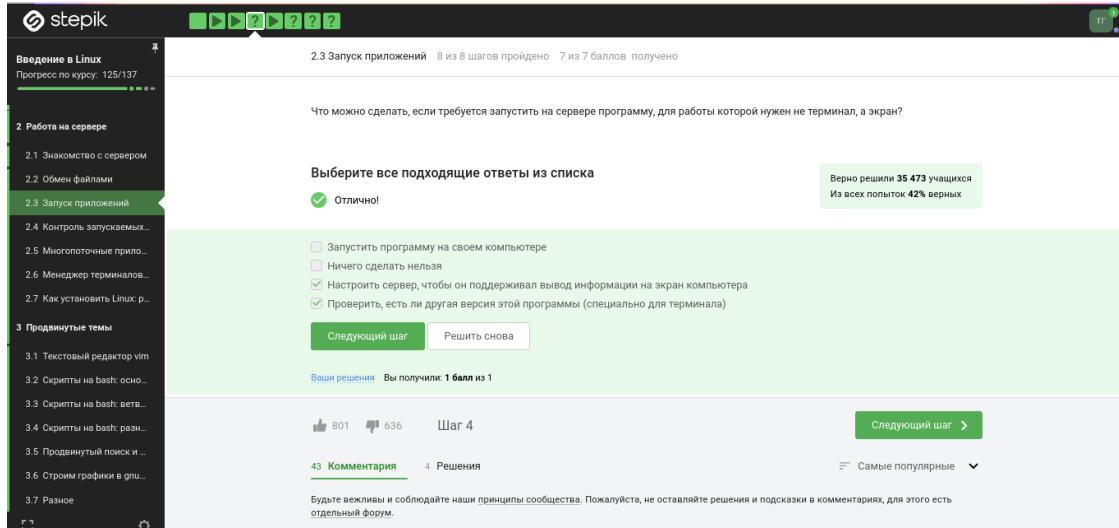 stepik
? ? ? ?
ТГ
1
Введение в Linux
Прогресс по курсу: 125/137
2 Работа на сервере
2.1 Знакомство с сервером
2.2 Обмен файлами
2.3 Запуск приложений
2.4 Контроль запускаемых...
2.5 Многопоточные прило...
2.6 Менеджер терминалов...
2.7 Как установить Linux: р...
3 Продвинутые темы
3.1 Текстовый редактор vim
3.2 Скрипты на bash: осно...
3.3 Скрипты на bash: ветв...
3.4 Скрипты на bash: разн...
3.5 Продвинутый поиск и ...
3.6 Строим графики в gnu...
3.7 Разное
2.3 Запуск приложений 8 из 8 шагов пройдено 7 из 7 баллов получено
Что можно сделать, если требуется запустить на сервере программу, для работы которой нужен не терминал, а экран?
Выберите все подходящие ответы из списка
Отлично!
Верно решили 35 473 учащихся
Из всех попыток 42% верных
Запустить программу на своем компьютере
Ничего сделать нельзя
Настроить сервер, чтобы он поддерживал вывод информации на экран компьютера
Проверить, есть ли другая версия этой программы (специально для терминала)
Следующий шаг
Решить снова
Ваши решения Вы получили: 1 балл из 1
801 636 Шаг 4
Следующий шаг
43 Комментария 4 Решения
Самые популярные
Будьте вежливы и соблюдайте наши принципы сообщества. Пожалуйста, не оставляйте решения и подсказки в комментариях, для этого есть
отдельный форум.